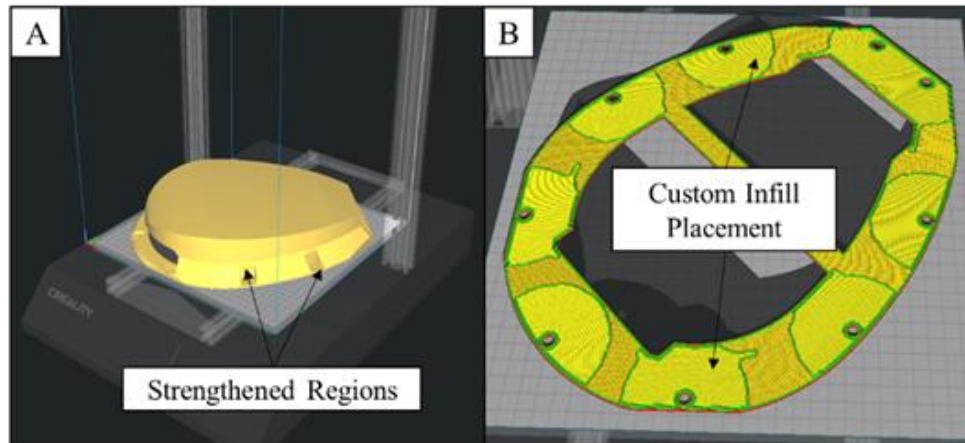 A
B
CREALITY
Custom Infill
Placement
Strengthened Regions